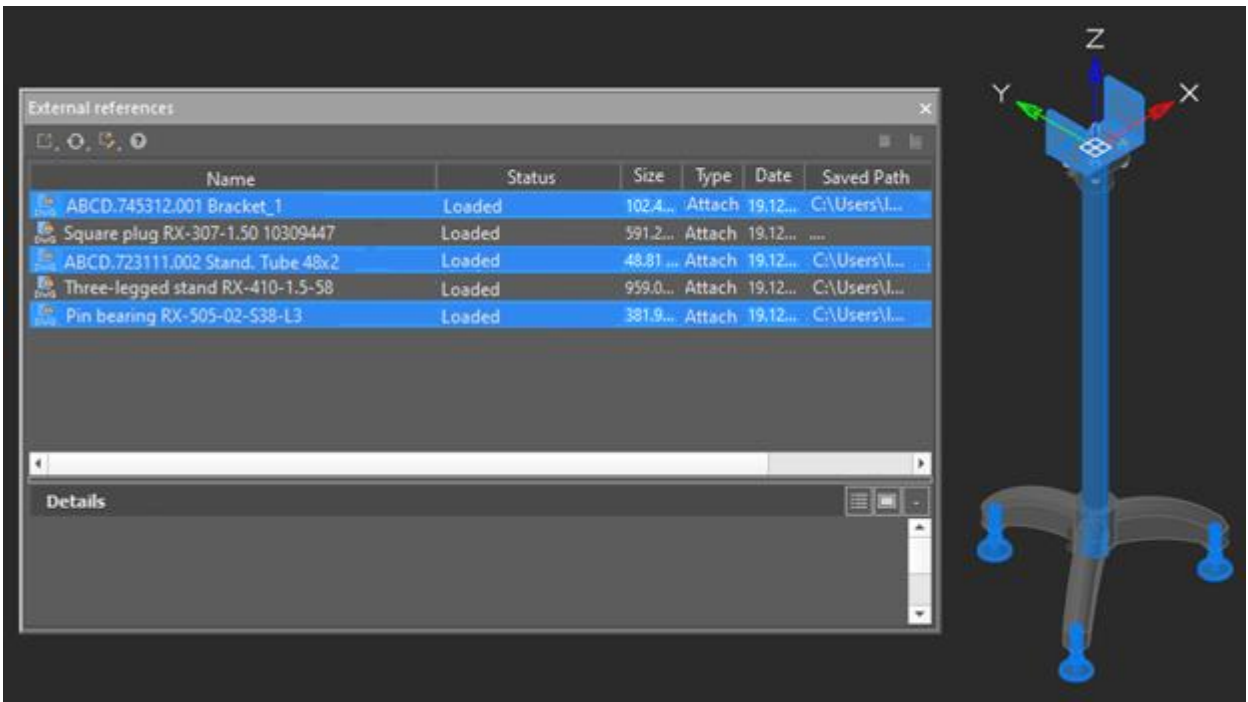 Z
Y
X
External references
Name Status Size Type Date Saved Path
ABCD.745312.001 Bracket_1 Loaded 102.4... Attach 19.12... C:\Users\I...
Square plug RX-307-1.50 10309447 Loaded 591.2... Attach 19.12... ....
ABCD.723111.002 Stand. Tube 48x2 Loaded 48.81 ... Attach 19.12... C:\Users\I...
Three-legged stand RX-410-1.5-58 Loaded 959.0... Attach 19.12... C:\Users\I...
Pin bearing RX-505-02-S38-L3 Loaded 381.9... Attach 19.12... C:\Users\I...
Details